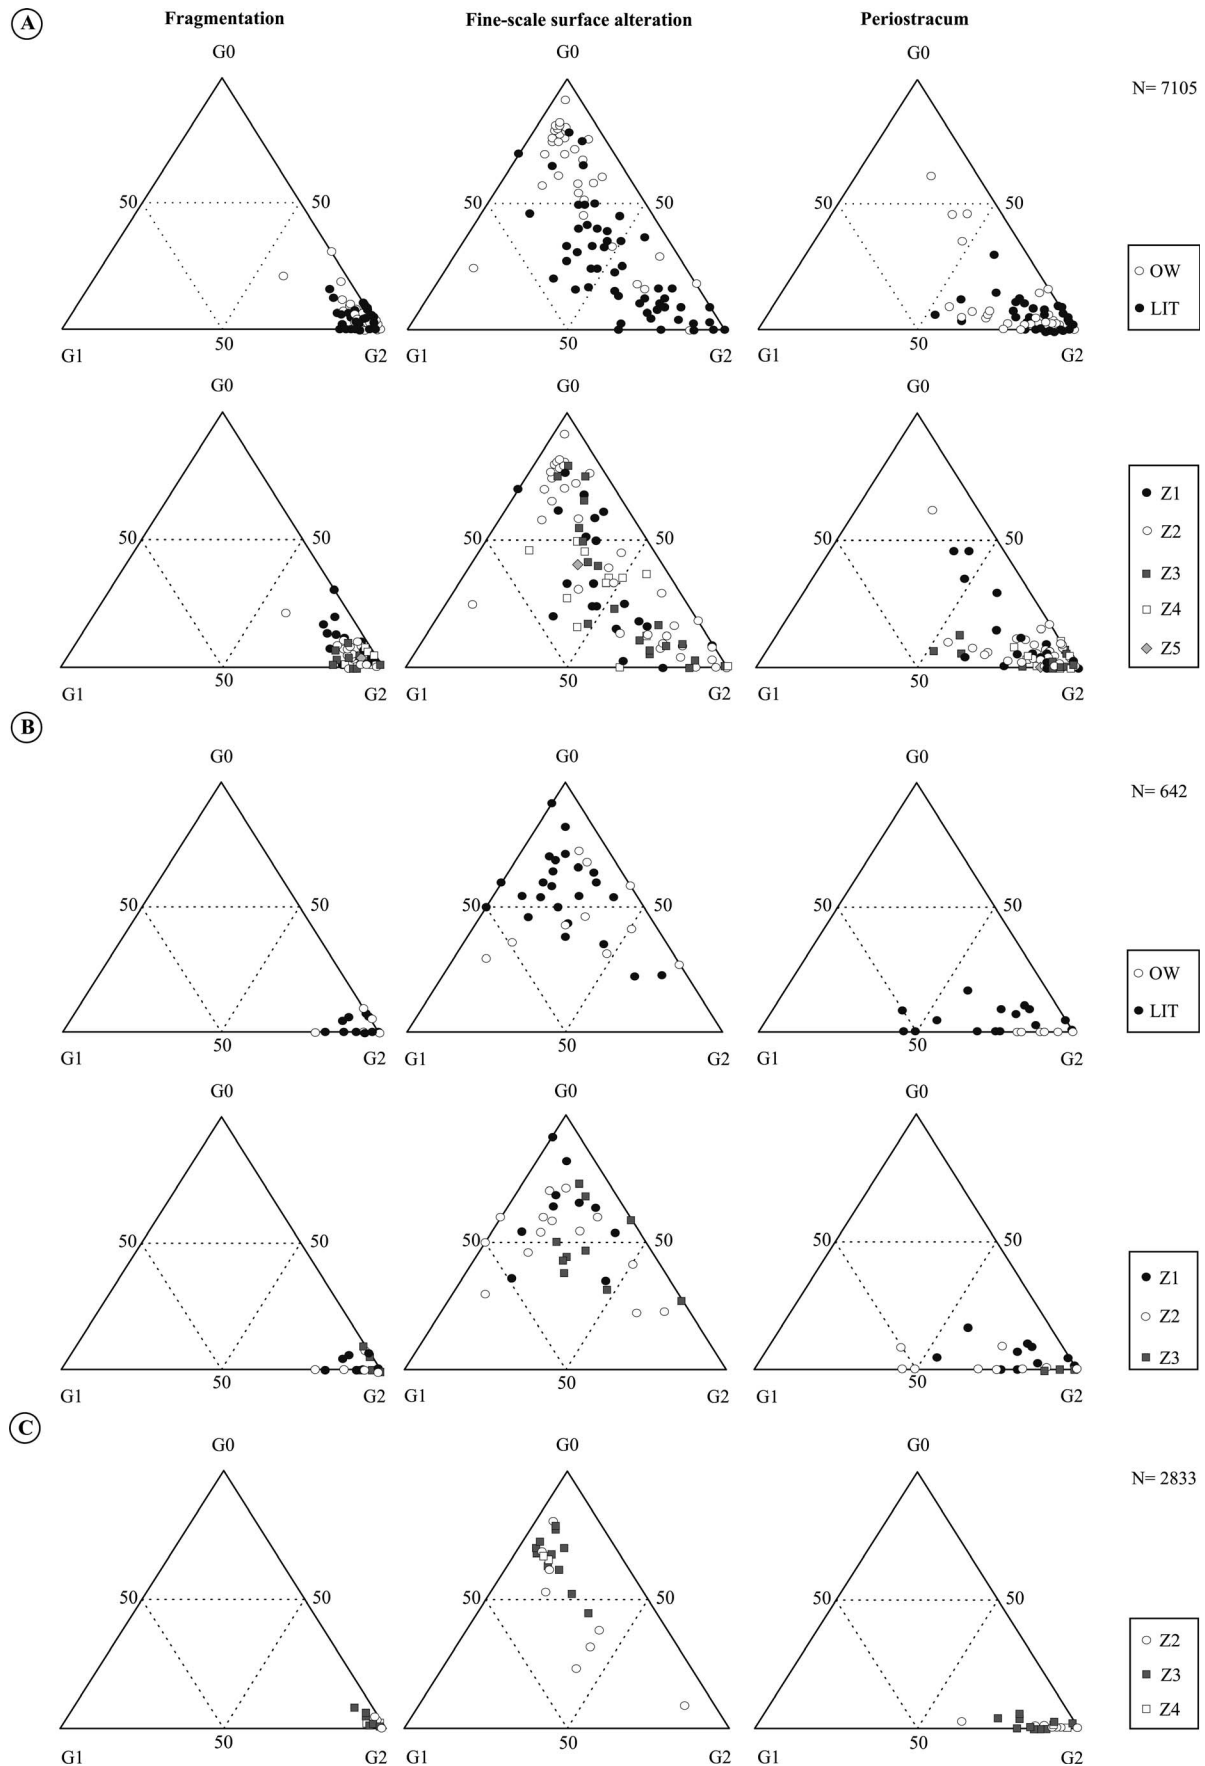 A Fragmentation Fine-scale surface alteration Periostracum
G0 G0 G0
N= 7105
50 50 50 50 50 50
OW
LIT
G1 50 G2 G1 50 G2 G1 50 G2
G0 G0 G0
Z1
Z2
50 50 50 50 50 50
Z3
Z4
Z5
G1 50 G2 G1 50 G2 G1 50 G2
B
G0 G0 G0
N= 642
50 50 50 50 50 50
OW
LIT
G1 50 G2 G1 50 G2 G1 50 G2
G0 G0 G0
50 50 50 50 50 50
Z1
Z2
Z3
G1 50 G2 G1 50 G2 G1 50 G2
C
G0 G0 G0
N= 2833
50 50 50 50 50 50
Z2
Z3
Z4
G1 50 G2 G1 50 G2 G1 50 G2